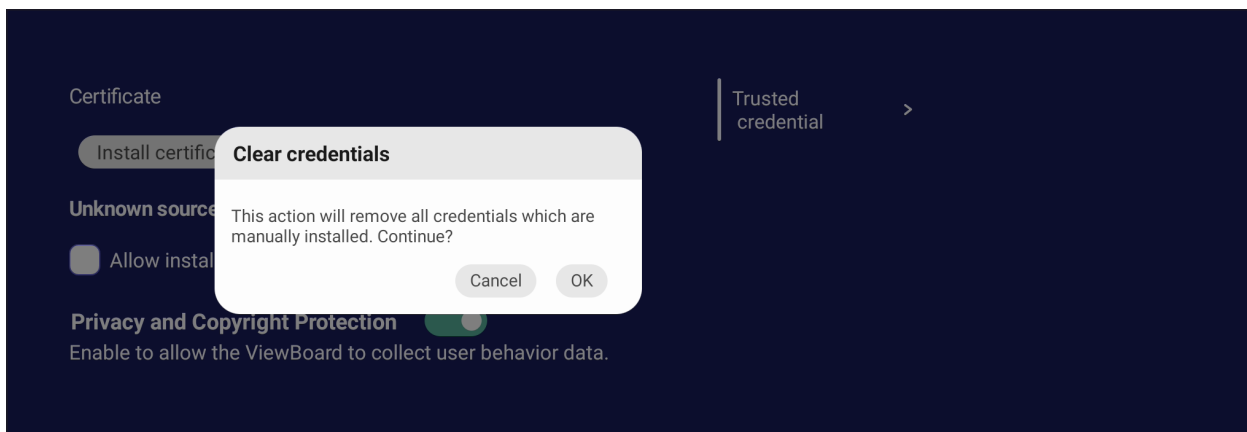 Certificate
Trusted
credential
Install certific
Clear credentials
Unknown source
This action will remove all credentials which are
manually installed. Continue?
Allow instal
Cancel
OK
Privacy and Copyright Protection
Enable to allow the ViewBoard to collect user behavior data.